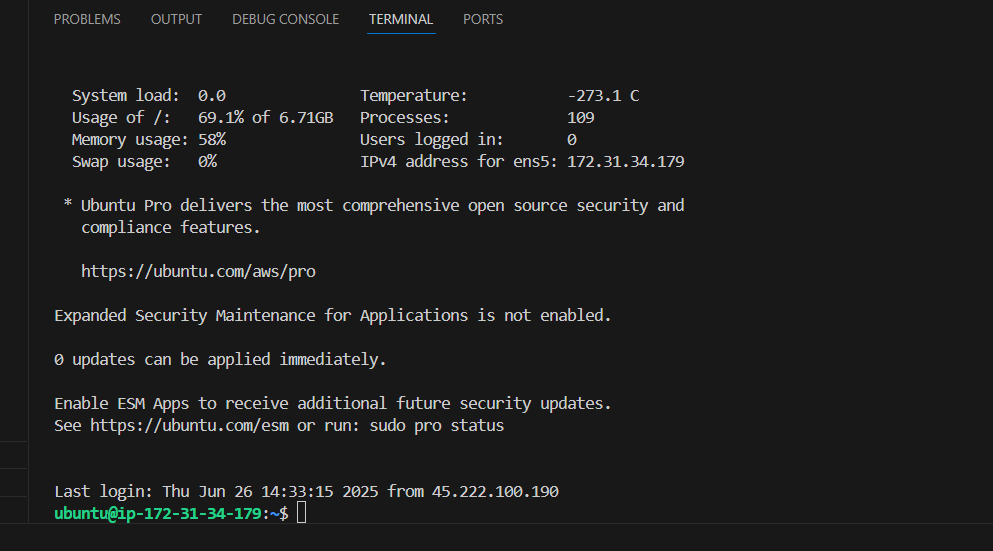 PROBLEMS OUTPUT DEBUG CONSOLE TERMINAL PORTS
System load: 0.0 Temperature: -273.1 C
Usage of /: 69.1% of 6.71GB Processes: 109
Memory usage: 58% Users logged in: 0
Swap usage: 0% IPv4 address for ens5: 172.31.34.179
* Ubuntu Pro delivers the most comprehensive open source security and
compliance features.
https://ubuntu.com/aws/pro
Expanded Security Maintenance for Applications is not enabled.
0 updates can be applied immediately.
Enable ESM Apps to receive additional future security updates.
See https://ubuntu.com/esm or run: sudo pro status
Last login: Thu Jun 26 14:33:15 2025 from 45.222.100.190
ubuntu@ip-172-31-34-179:~$